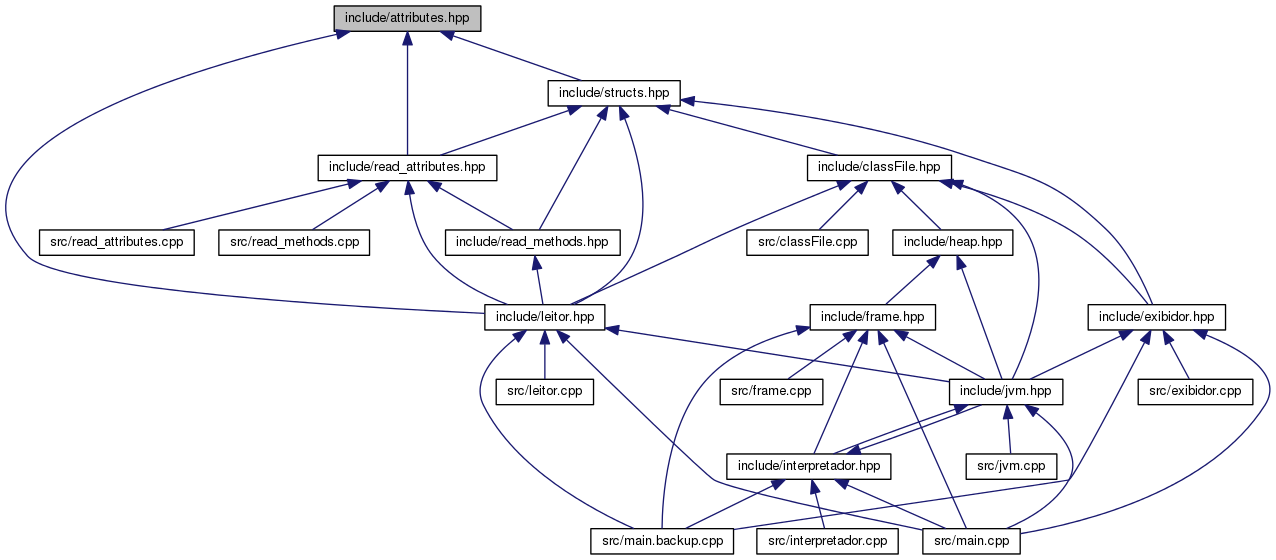 include/attributes.hpp
include/structs.hpp
include/read_attributes.hpp
include/classFile.hpp
src/read_attributes.cpp
src/read_methods.cpp
include/read_methods.hpp
src/classFile.cpp
include/heap.hpp
include/leitor.hpp
include/frame.hpp
include/exibidor.hpp
src/leitor.cpp
src/frame.cpp
include/jvm.hpp
src/exibidor.cpp
include/interpretador.hpp
src/jvm.cpp
src/main.backup.cpp
src/interpretador.cpp
src/main.cpp